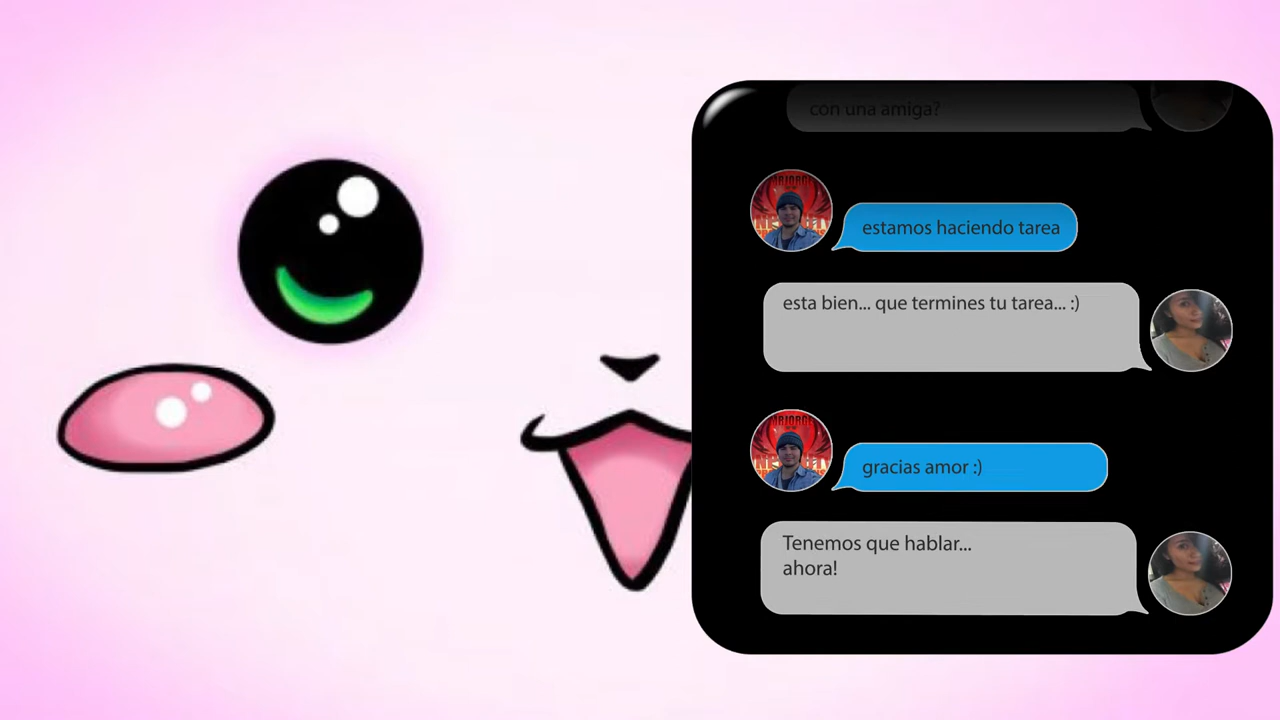 con una amiga?
estamos haciendo tarea
esta bien... que termines tu tarea... :)
gracias amor :)
Tenemos que hablar...
ahora!